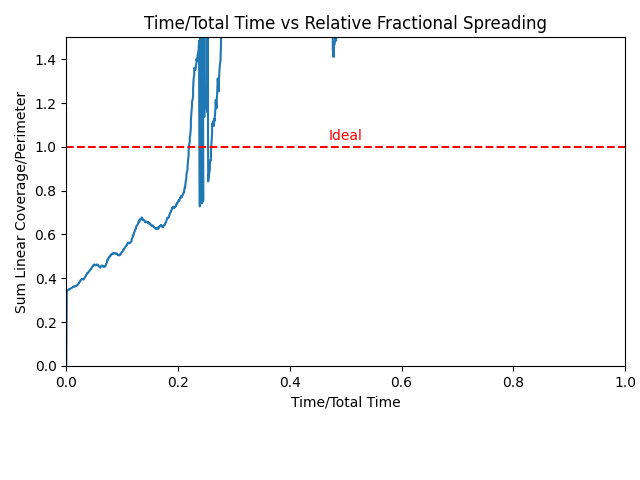 Time/Total Time vs Relative Fractional Spreading
Sum Linear Coverage/Perimeter
1.4
1.2
1.0
0.8
0.6
0.4
0.2
0.0
Ideal
0.0 0.2 0.4 0.6 0.8 1.0
Time/Total Time